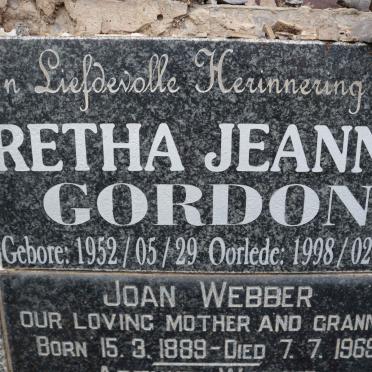 n Liefdevolle Herinnering
RETHA JEANN
GORDON
Gebore: 1952/05/29 Oorlede: 1998/02
JOAN WEBBER
OUR LOVING MOTHER AND GRANN
BORN 15. 3. 1889-DIED 7. 7. 1969